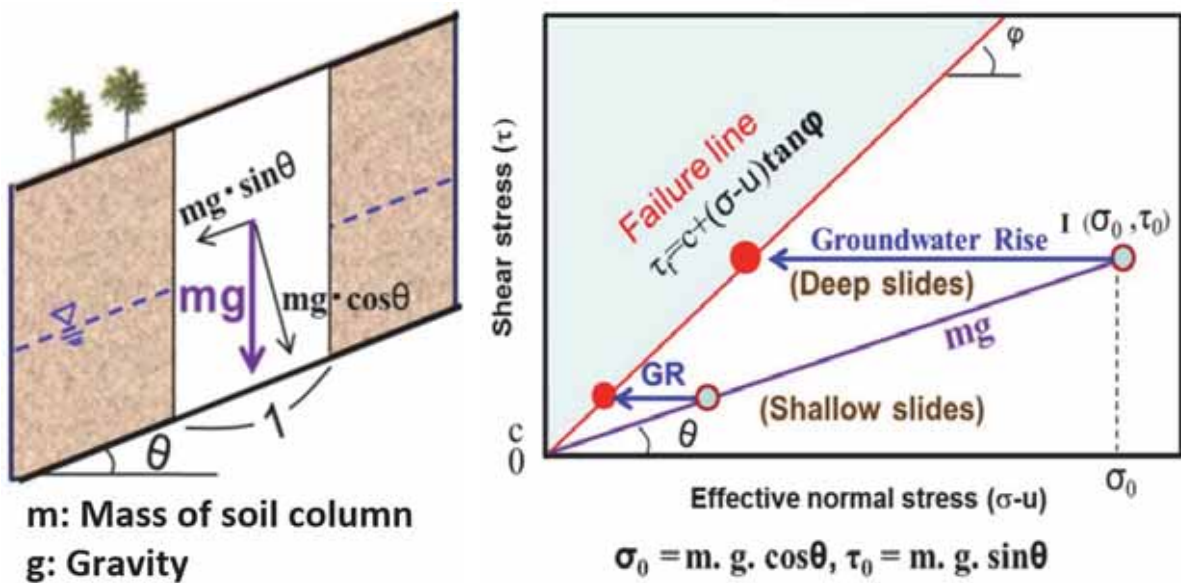 mg·sinθ
mg
mg·cosθ
1
θ
m: Mass of soil column
g: Gravity
Shear stress (τ)
φ
Failure line
τf=c+(σ-u)tanφ
I (σ0 ,τ0)
Groundwater Rise
(Deep slides)
mg
GR
(Shallow slides)
θ
c
0
σ0
Effective normal stress (σ-u)
σ0 = m. g. cosθ, τ0 = m. g. sinθ